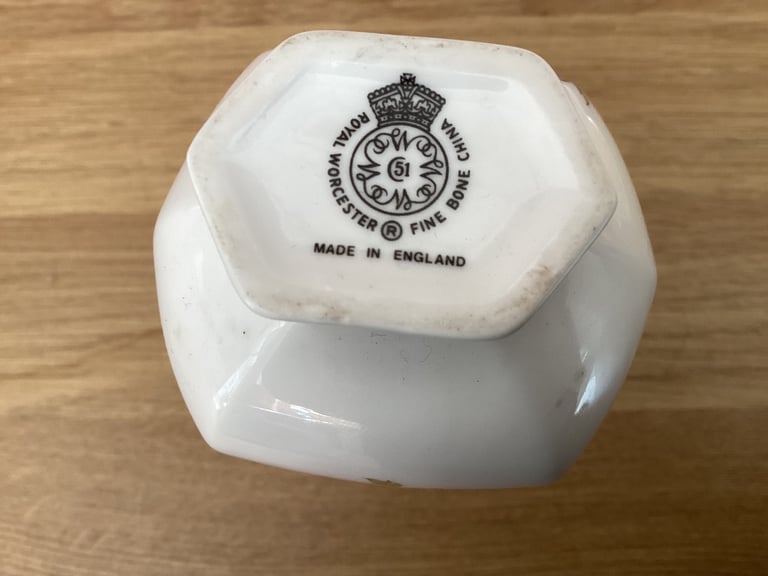 ROYAL WORCESTER ® FINE BONE CHINA
C 51
MADE IN ENGLAND